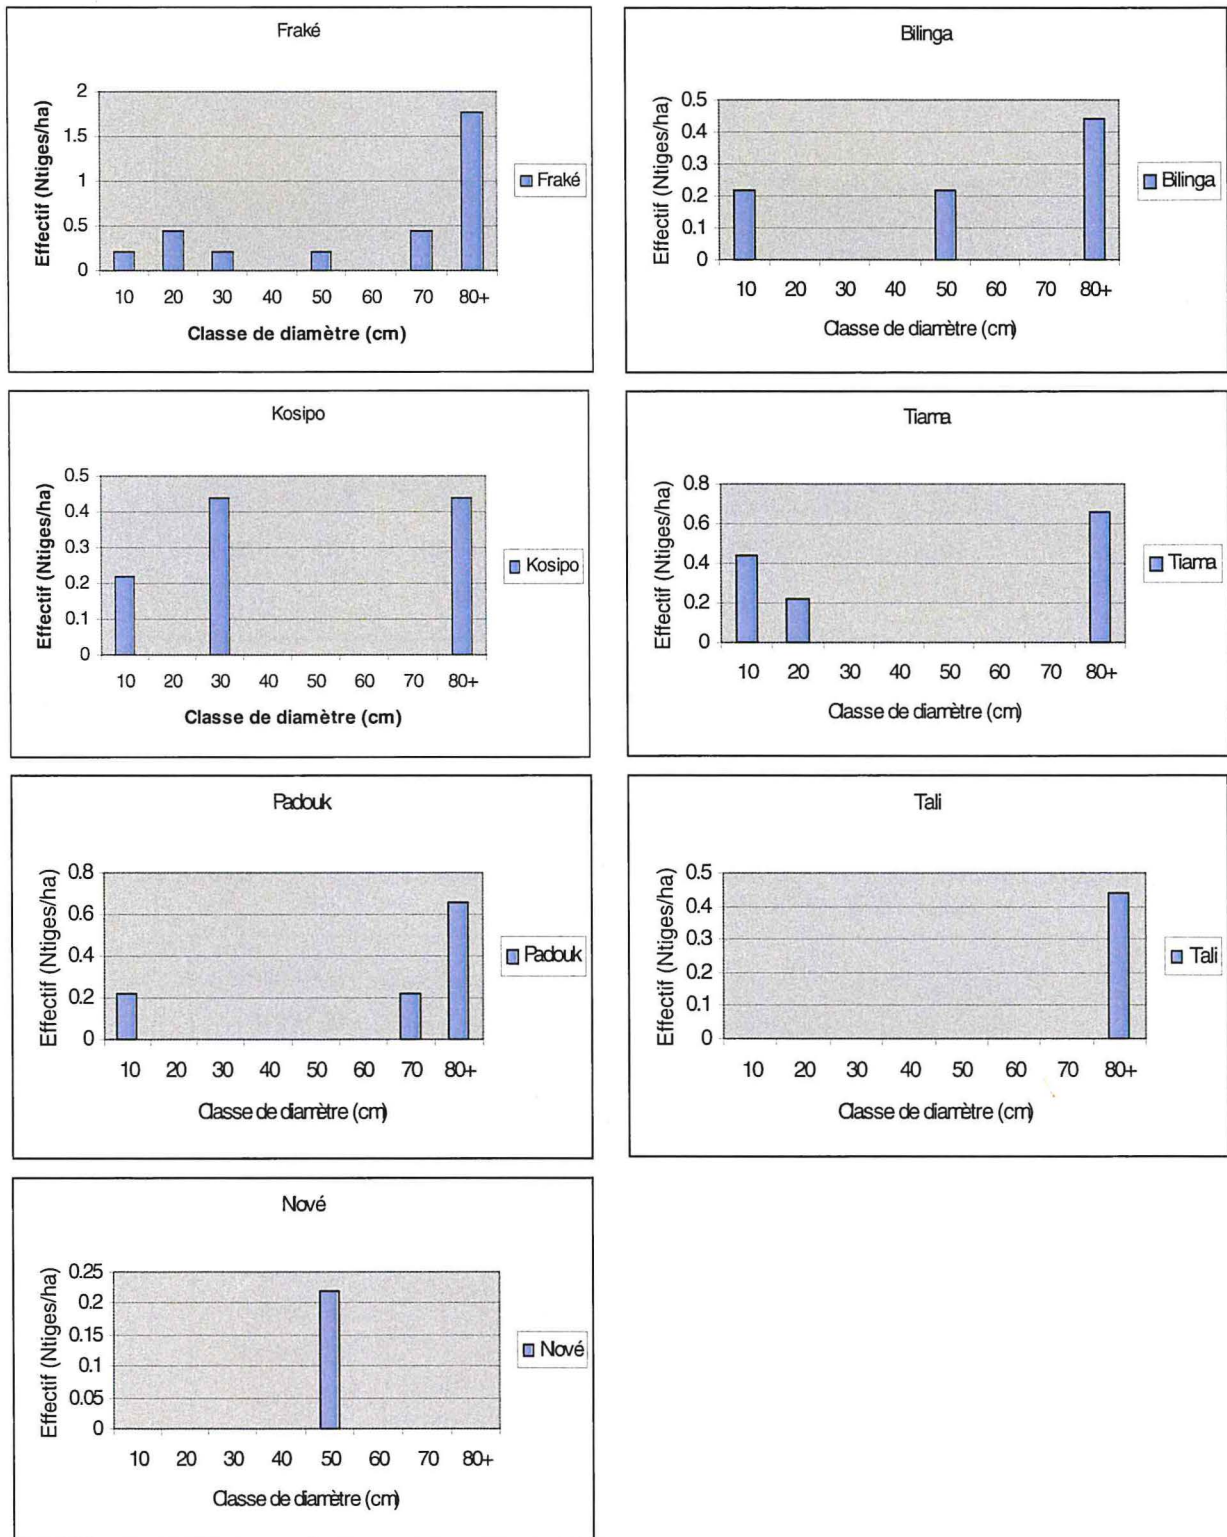 Fraké
Effectif (Ntiges/ha)
2
1.5
1
0.5
0
10 20 30 40 50 60 70 80+
Classe de diamètre (cm)
Fraké
Bilinga
Effectif (Ntiges/ha)
0.5
0.4
0.3
0.2
0.1
0
10 20 30 40 50 60 70 80+
Classe de diamètre (cm)
Bilinga
Kosipo
Effectif (Ntiges/ha)
0.5
0.4
0.3
0.2
0.1
0
10 20 30 40 50 60 70 80+
Classe de diamètre (cm)
Kosipo
Tiama
Effectif (Ntiges/ha)
0.8
0.6
0.4
0.2
0
10 20 30 40 50 60 70 80+
Classe de diamètre (cm)
Tiama
Padouk
Effectif (Ntiges/ha)
0.8
0.6
0.4
0.2
0
10 20 30 40 50 60 70 80+
Classe de diamètre (cm)
Padouk
Tali
Effectif (Ntiges/ha)
0.5
0.4
0.3
0.2
0.1
0
10 20 30 40 50 60 70 80+
Classe de diamètre (cm)
Tali
Nové
Effectif (Ntiges/ha)
0.25
0.2
0.15
0.1
0.05
0
10 20 30 40 50 60 70 80+
Classe de diamètre (cm)
Nové